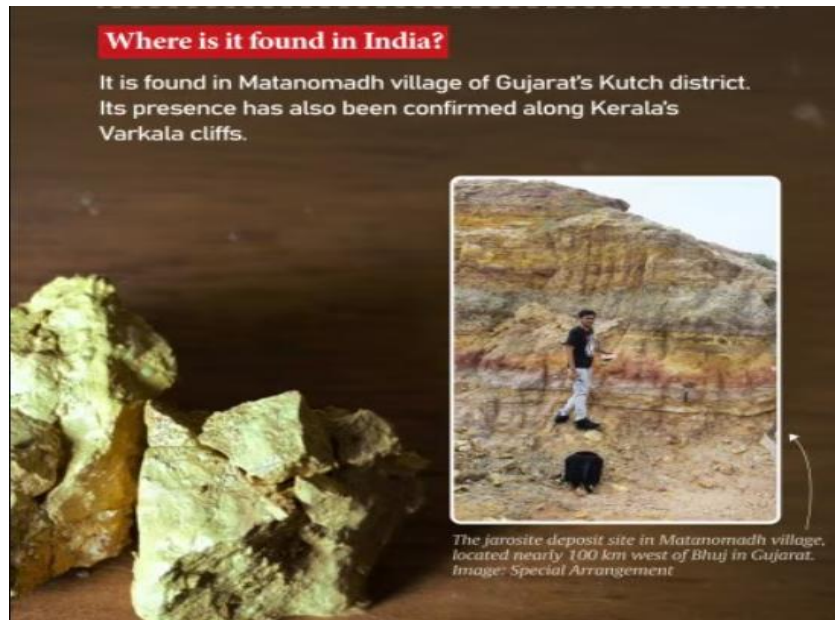 Where is it found in India?
It is found in Matanomadh village of Gujarat's Kutch district.
Its presence has also been confirmed along Kerala's
Varkala cliffs.
The jarosite deposit site in Matanomadh village,
located nearly 100 km west of Bhuj in Gujarat.
Image: Special Arrangement